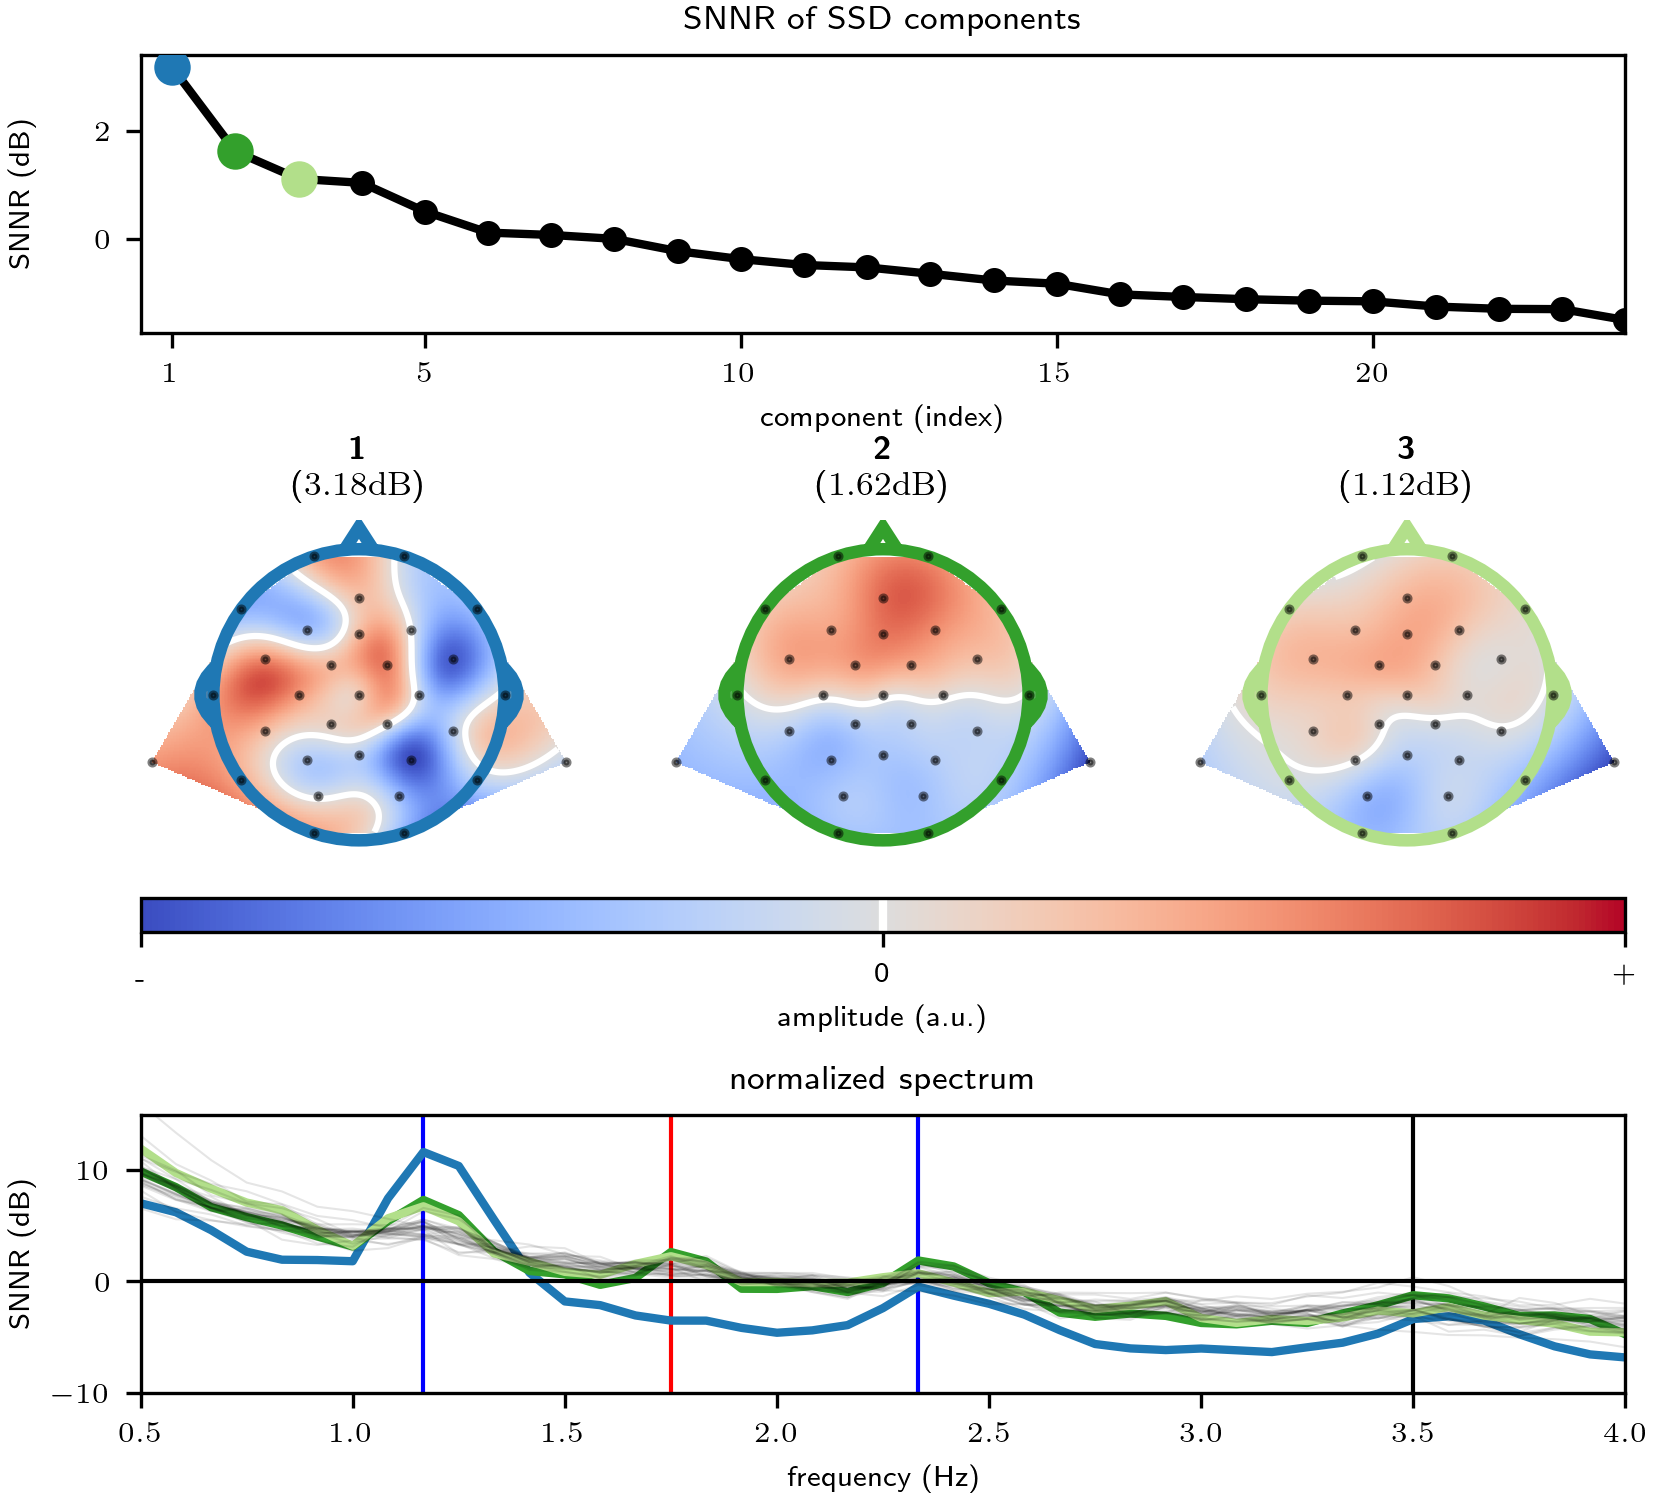 SNNR of SSD components
SNNR (dB)
2
0
1 5 10 15 20
component (index)
1 2 3
(3.18dB) (1.62dB) (1.12dB)
- 0 +
amplitude (a.u.)
normalized spectrum
SNNR (dB)
10
0
−10
0.5 1.0 1.5 2.0 2.5 3.0 3.5 4.0
frequency (Hz)